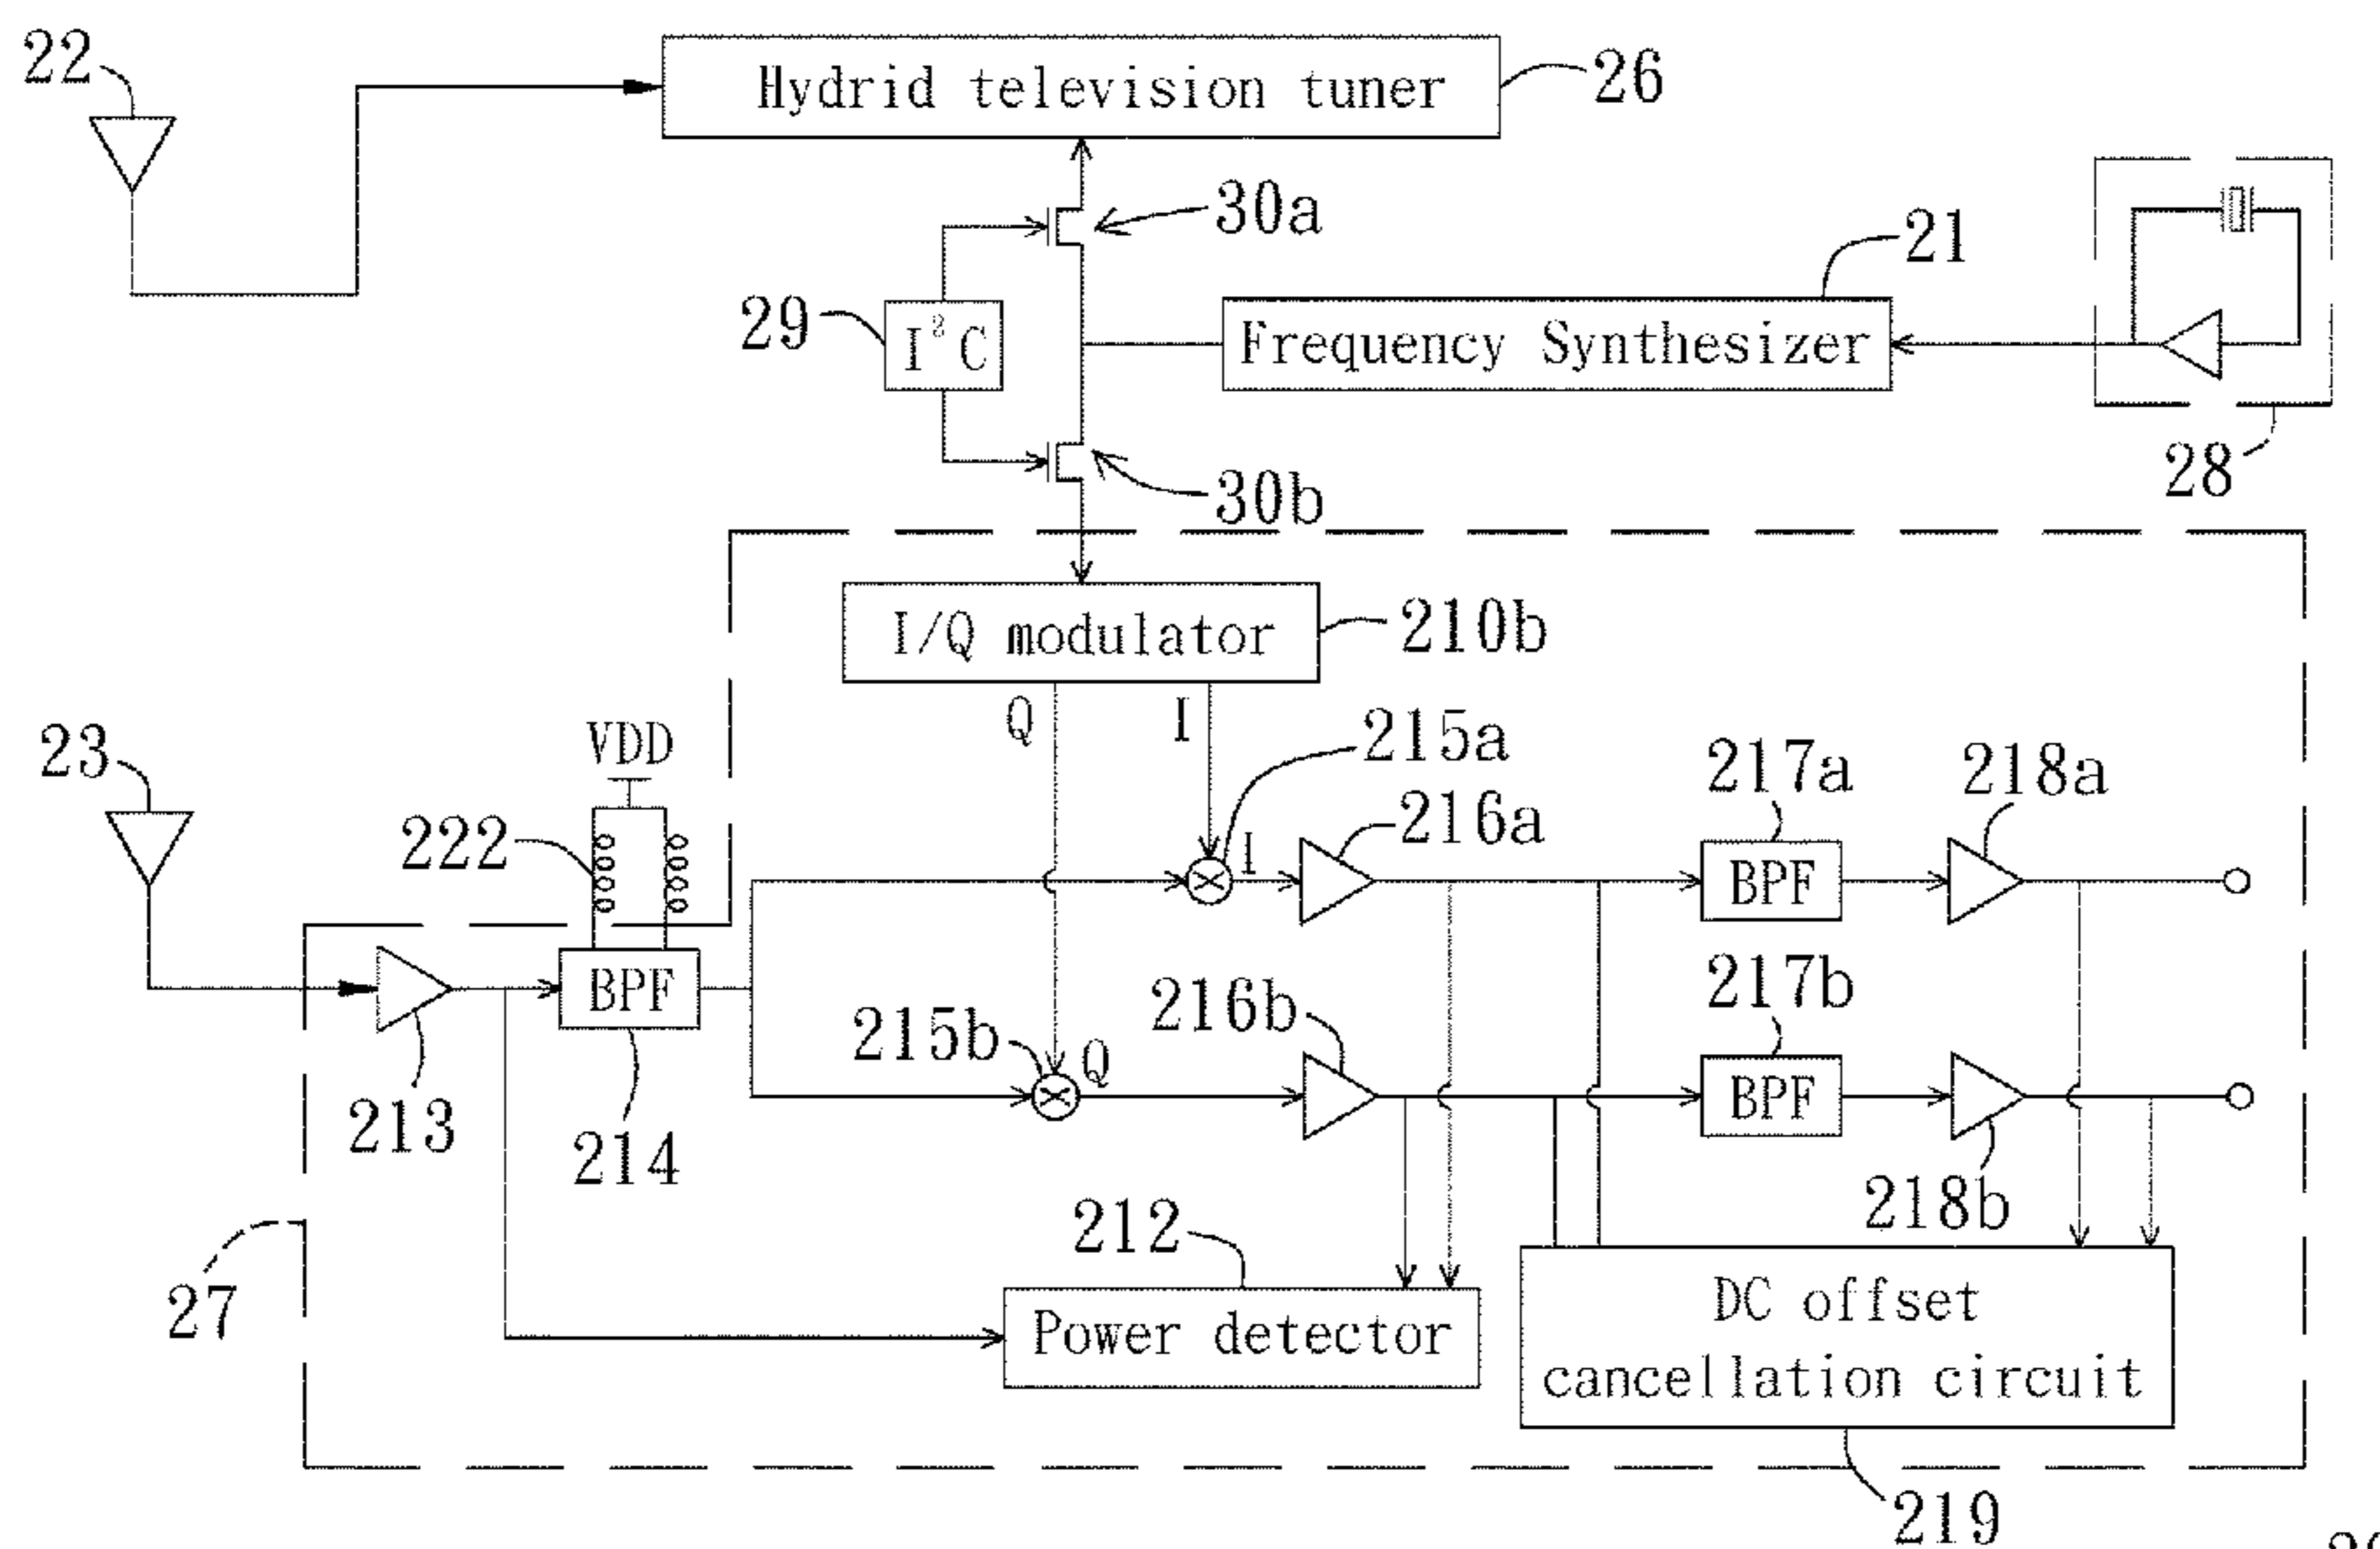 22
Hydrid television tuner
26
30a
21
29
I²C
Frequency Synthesizer
28
30b
I/Q modulator
210b
Q
I
23
VDD
215a
217a
218a
222
216a
I
BPF
BPF
217b
216b
215b
Q
BPF
213
214
218b
212
27
Power detector
DC offset
cancellation circuit
219